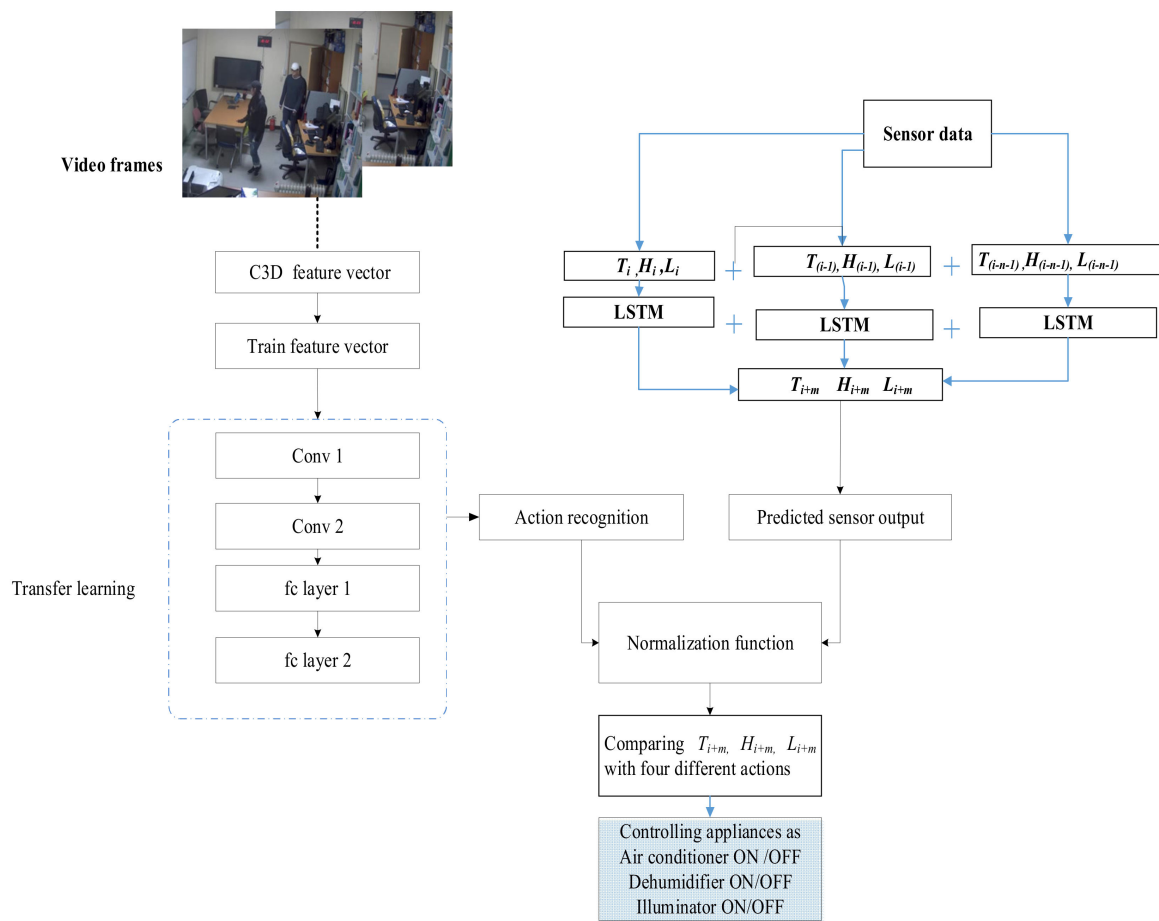 Video frames
Sensor data
C3D feature vector
Train feature vector
T i ,H i ,L i
+
T(i-1), H(i-1), L(i-1)
+
T(i-n-1) ,H(i-n-1), L(i-n-1)
LSTM
+
LSTM
+
LSTM
Ti+m Hi+m Li+m
Transfer learning
Conv 1
Conv 2
fc layer 1
fc layer 2
Action recognition
Predicted sensor output
Normalization function
Comparing Ti+m, Hi+m, Li+m
with four different actions
Controlling appliances as
Air conditioner ON /OFF
Dehumidifier ON/OFF
Illuminator ON/OFF